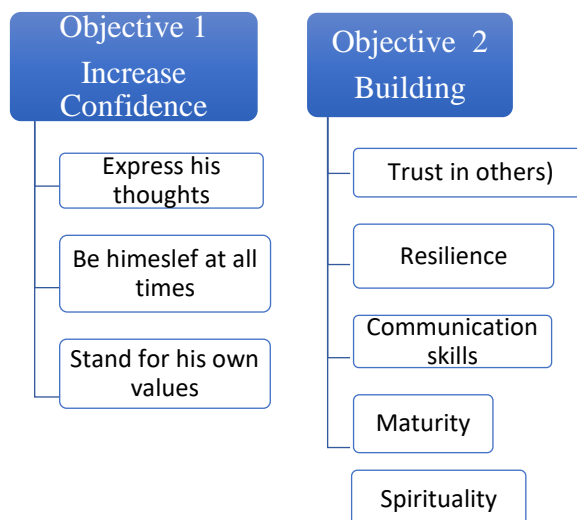 Objective 1
Increase
Confidence
Express his
thoughts
Be himeslef at all
times
Stand for his own
values
Objective 2
Building
Trust in others)
Resilience
Communication
skills
Maturity
Spirituality